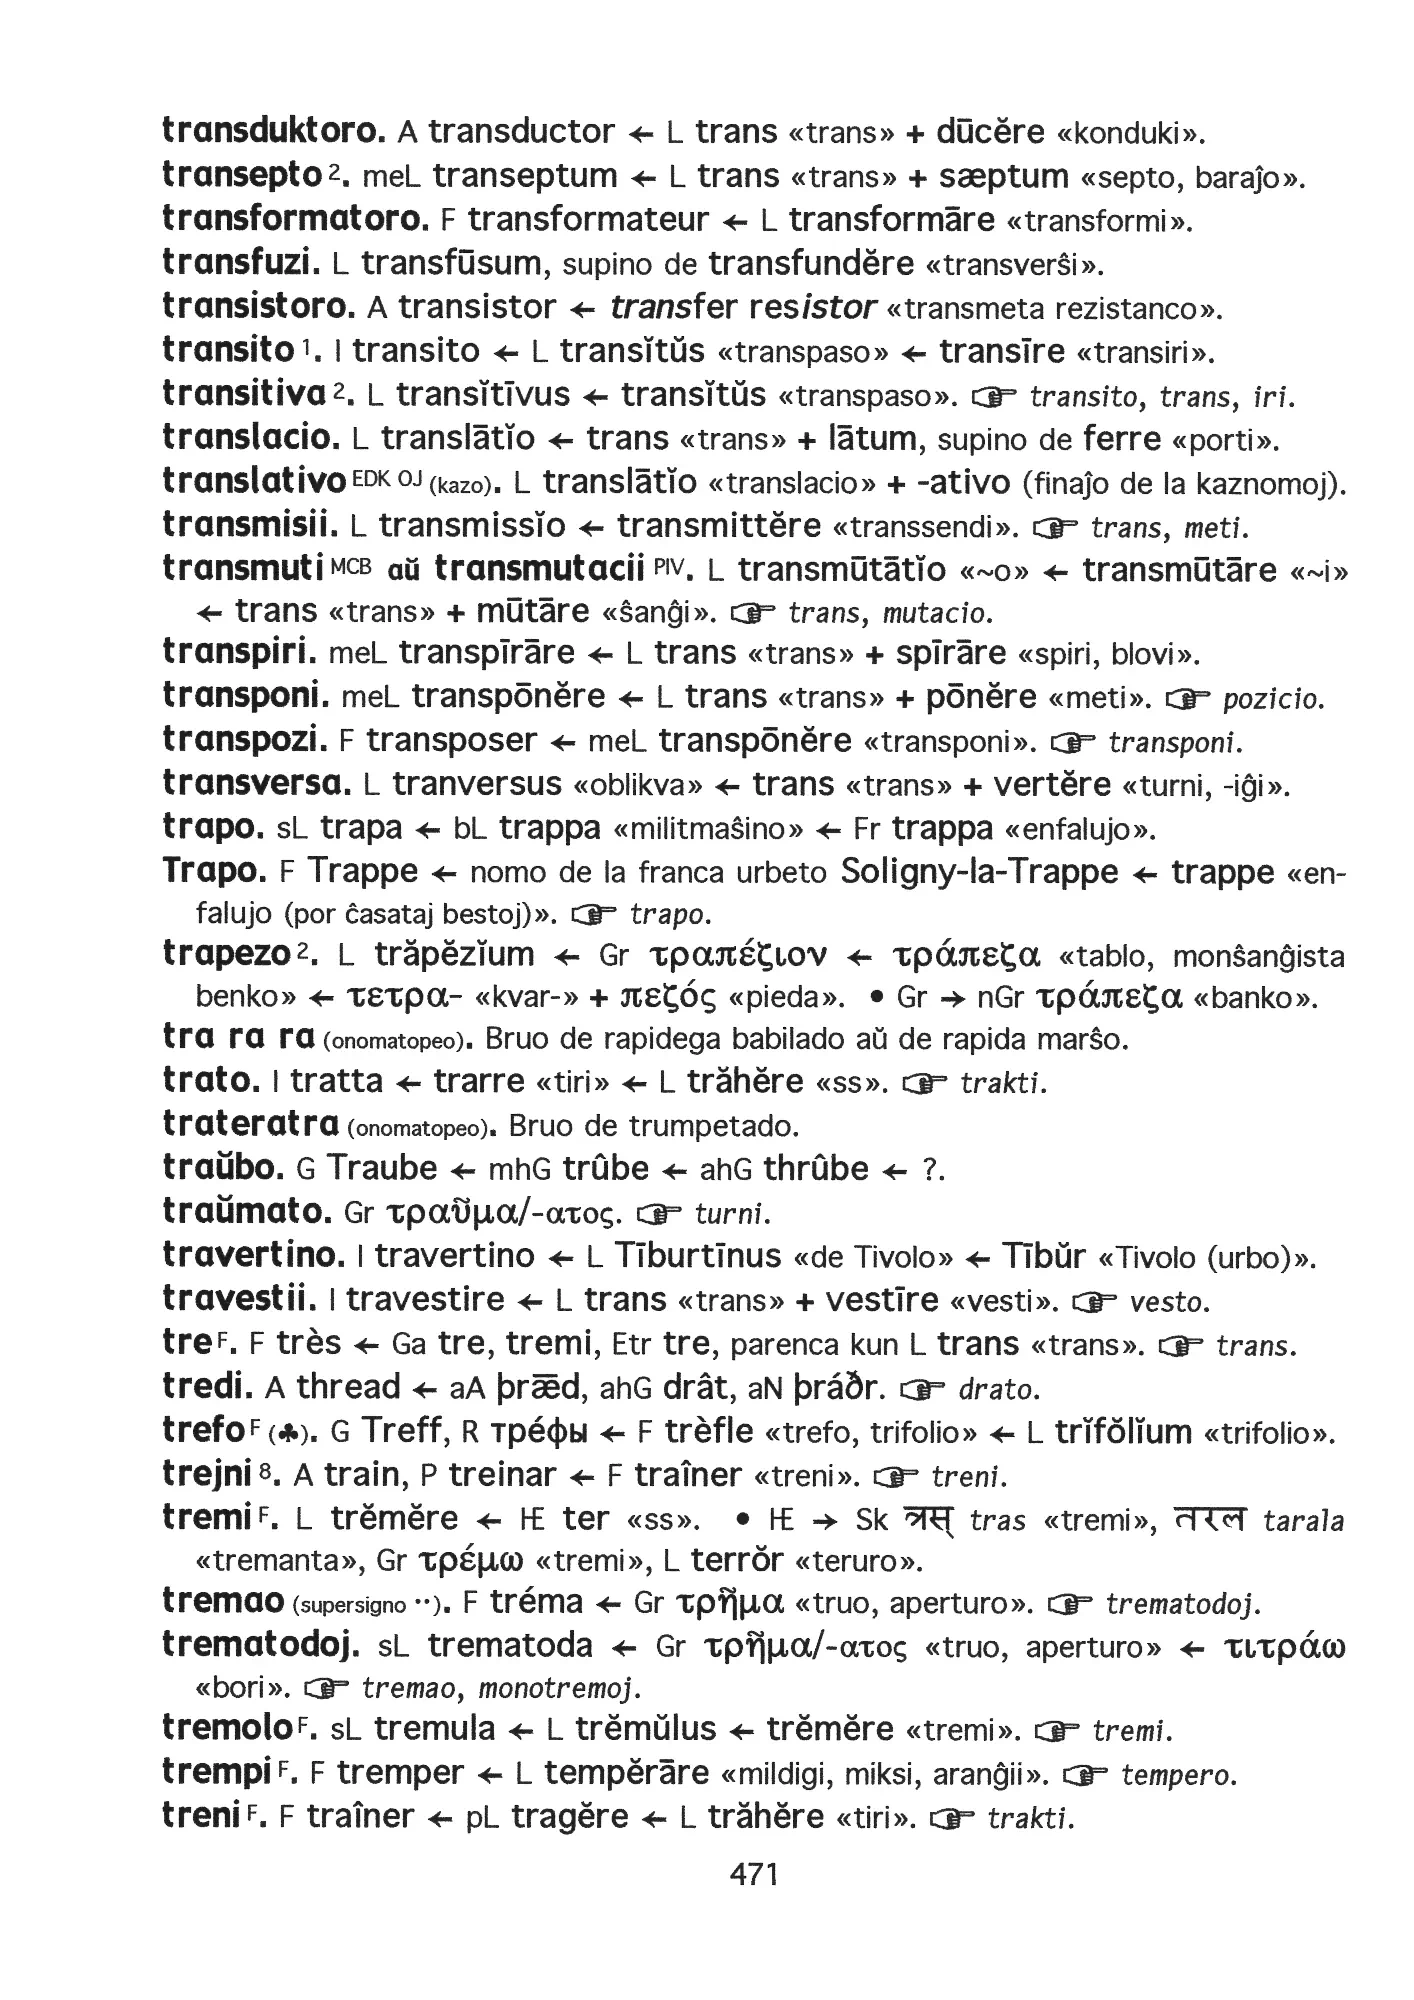 transduktoro. A transductor ← L trans «trans» + dūcĕre «konduki».
transepto 2. meL transeptum ← L trans «trans» + sæptum «septo, baraĵo».
transformatoro. F transformateur ← L transformāre «transformi».
transfuzi. L transfūsum, supino de transfundĕre «transverŝi».
transistoro. A transistor ← transfer resistor «transmeta rezistanco».
transito 1. I transito ← L transĭtŭs «transpaso» ← transīre «transiri».
transitiva 2. L transĭtīvus ← transĭtŭs «transpaso». ☞ transito, trans, iri.
translacio. L translātĭo ← trans «trans» + lātum, supino de ferre «porti».
translativo EDK OJ (kazo). L translātĭo «translacio» + -ativo (finaĵo de la kaznomoj).
transmisii. L transmissĭo ← transmittĕre «transsendi». ☞ trans, meti.
transmuti MCB aŭ transmutacii PIV. L transmūtātĭo «~o» ← transmūtāre «~i»
← trans «trans» + mūtāre «ŝanĝi». ☞ trans, mutacio.
transpiri. meL transpīrāre ← L trans «trans» + spīrāre «spiri, blovi».
transponi. meL transpōnĕre ← L trans «trans» + pōnĕre «meti». ☞ pozicio.
transpozi. F transposer ← meL transpōnĕre «transponi». ☞ transponi.
transversa. L tranversus «oblikva» ← trans «trans» + vertĕre «turni, -iĝi».
trapo. sL trapa ← bL trappa «militmaŝino» ← Fr trappa «enfalujo».
Trapo. F Trappe ← nomo de la franca urbeto Soligny-la-Trappe ← trappe «en-
falujo (por ĉasataj bestoj)». ☞ trapo.
trapezo 2. L trăpĕzĭum ← Gr τραπέζιον ← τράπεζα «tablo, monŝanĝista
benko» ← τετρα- «kvar-» + πεζός «pieda». • Gr → nGr τράπεζα «banko».
tra ra ra (onomatopeo). Bruo de rapidega babilado aŭ de rapida marŝo.
trato. I tratta ← trarre «tiri» ← L trăhĕre «ss». ☞ trakti.
trateratra (onomatopeo). Bruo de trumpetado.
traŭbo. G Traube ← mhG trûbe ← ahG thrûbe ← ?.
traŭmato. Gr τραῦμα/-ατος. ☞ turni.
travertino. I travertino ← L Tīburtīnus «de Tivolo» ← Tībŭr «Tivolo (urbo)».
travestii. I travestire ← L trans «trans» + vestīre «vesti». ☞ vesto.
tre F. F très ← Ga tre, tremi, Etr tre, parenca kun L trans «trans». ☞ trans.
tredi. A thread ← aA þrǣd, ahG drât, aN þráðr. ☞ drato.
trefo F (♣). G Treff, R тре́фы ← F trèfle «trefo, trifolio» ← L trĭfŏlĭum «trifolio».
trejni 8. A train, P treinar ← F traîner «treni». ☞ treni.
tremi F. L trĕmĕre ← HE ter «ss». • HE → Sk त्रस् tras «tremi», तरल tarala
«tremanta», Gr τρέμω «tremi», L terrŏr «teruro».
tremao (supersigno ¨). F tréma ← Gr τρῆμα «truo, aperturo». ☞ trematodoj.
trematodoj. sL trematoda ← Gr τρῆμα/-ατος «truo, aperturo» ← τιτράω
«bori». ☞ tremao, monotremoj.
tremolo F. sL tremula ← L trĕmŭlus ← trĕmĕre «tremi». ☞ tremi.
trempi F. F tremper ← L tempĕrāre «mildigi, miksi, aranĝii». ☞ tempero.
treni F. F traîner ← pL tragĕre ← L trăhĕre «tiri». ☞ trakti.
471